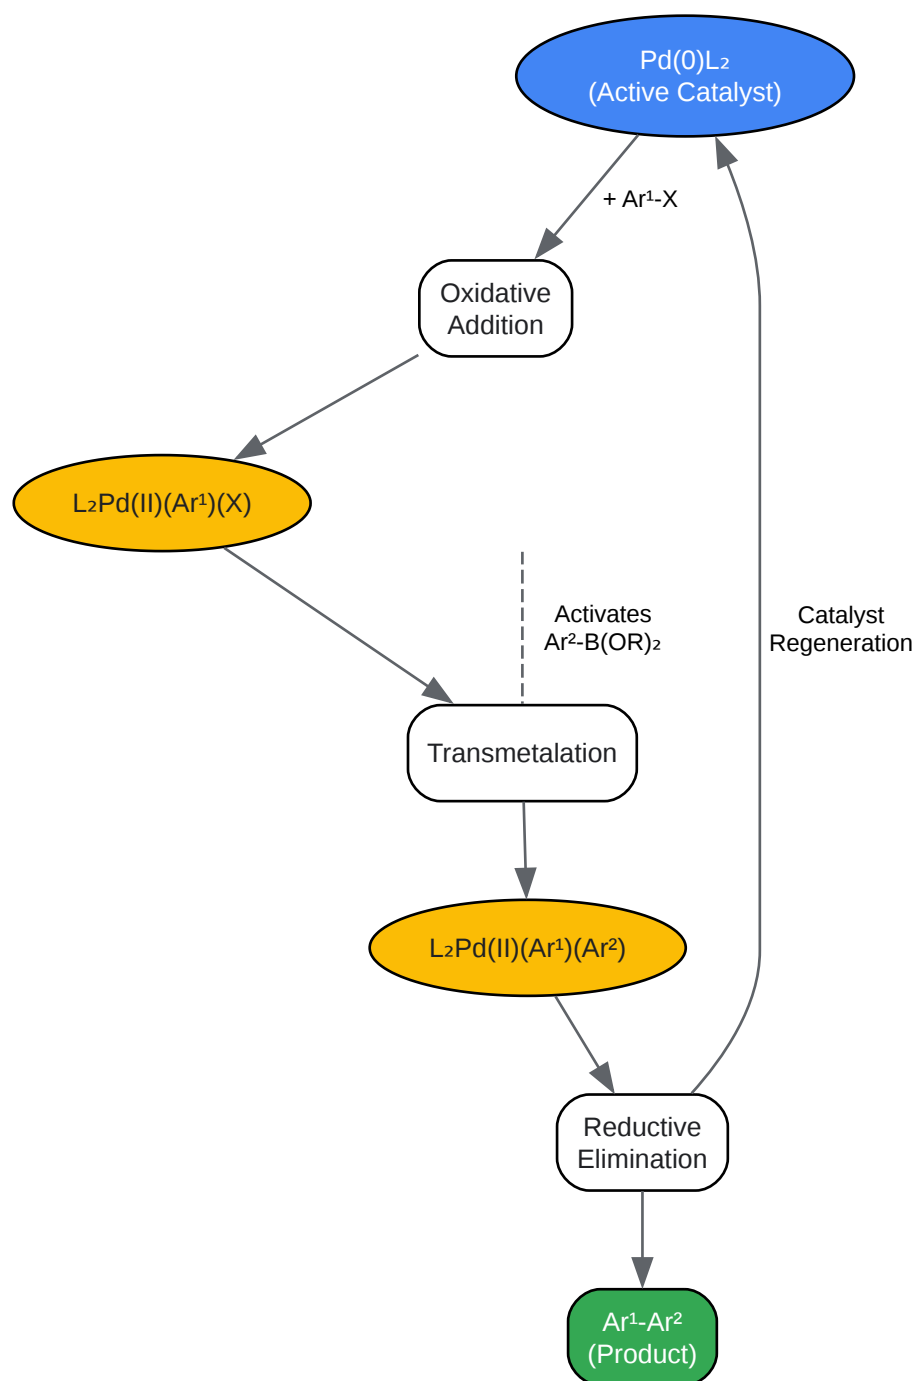 Pd(0)L₂
(Active Catalyst)
+ Ar¹-X
Oxidative
Addition
L₂Pd(II)(Ar¹)(X)
Activates
Ar²-B(OR)₂
Catalyst
Regeneration
Transmetalation
L₂Pd(II)(Ar¹)(Ar²)
Reductive
Elimination
Ar¹-Ar²
(Product)